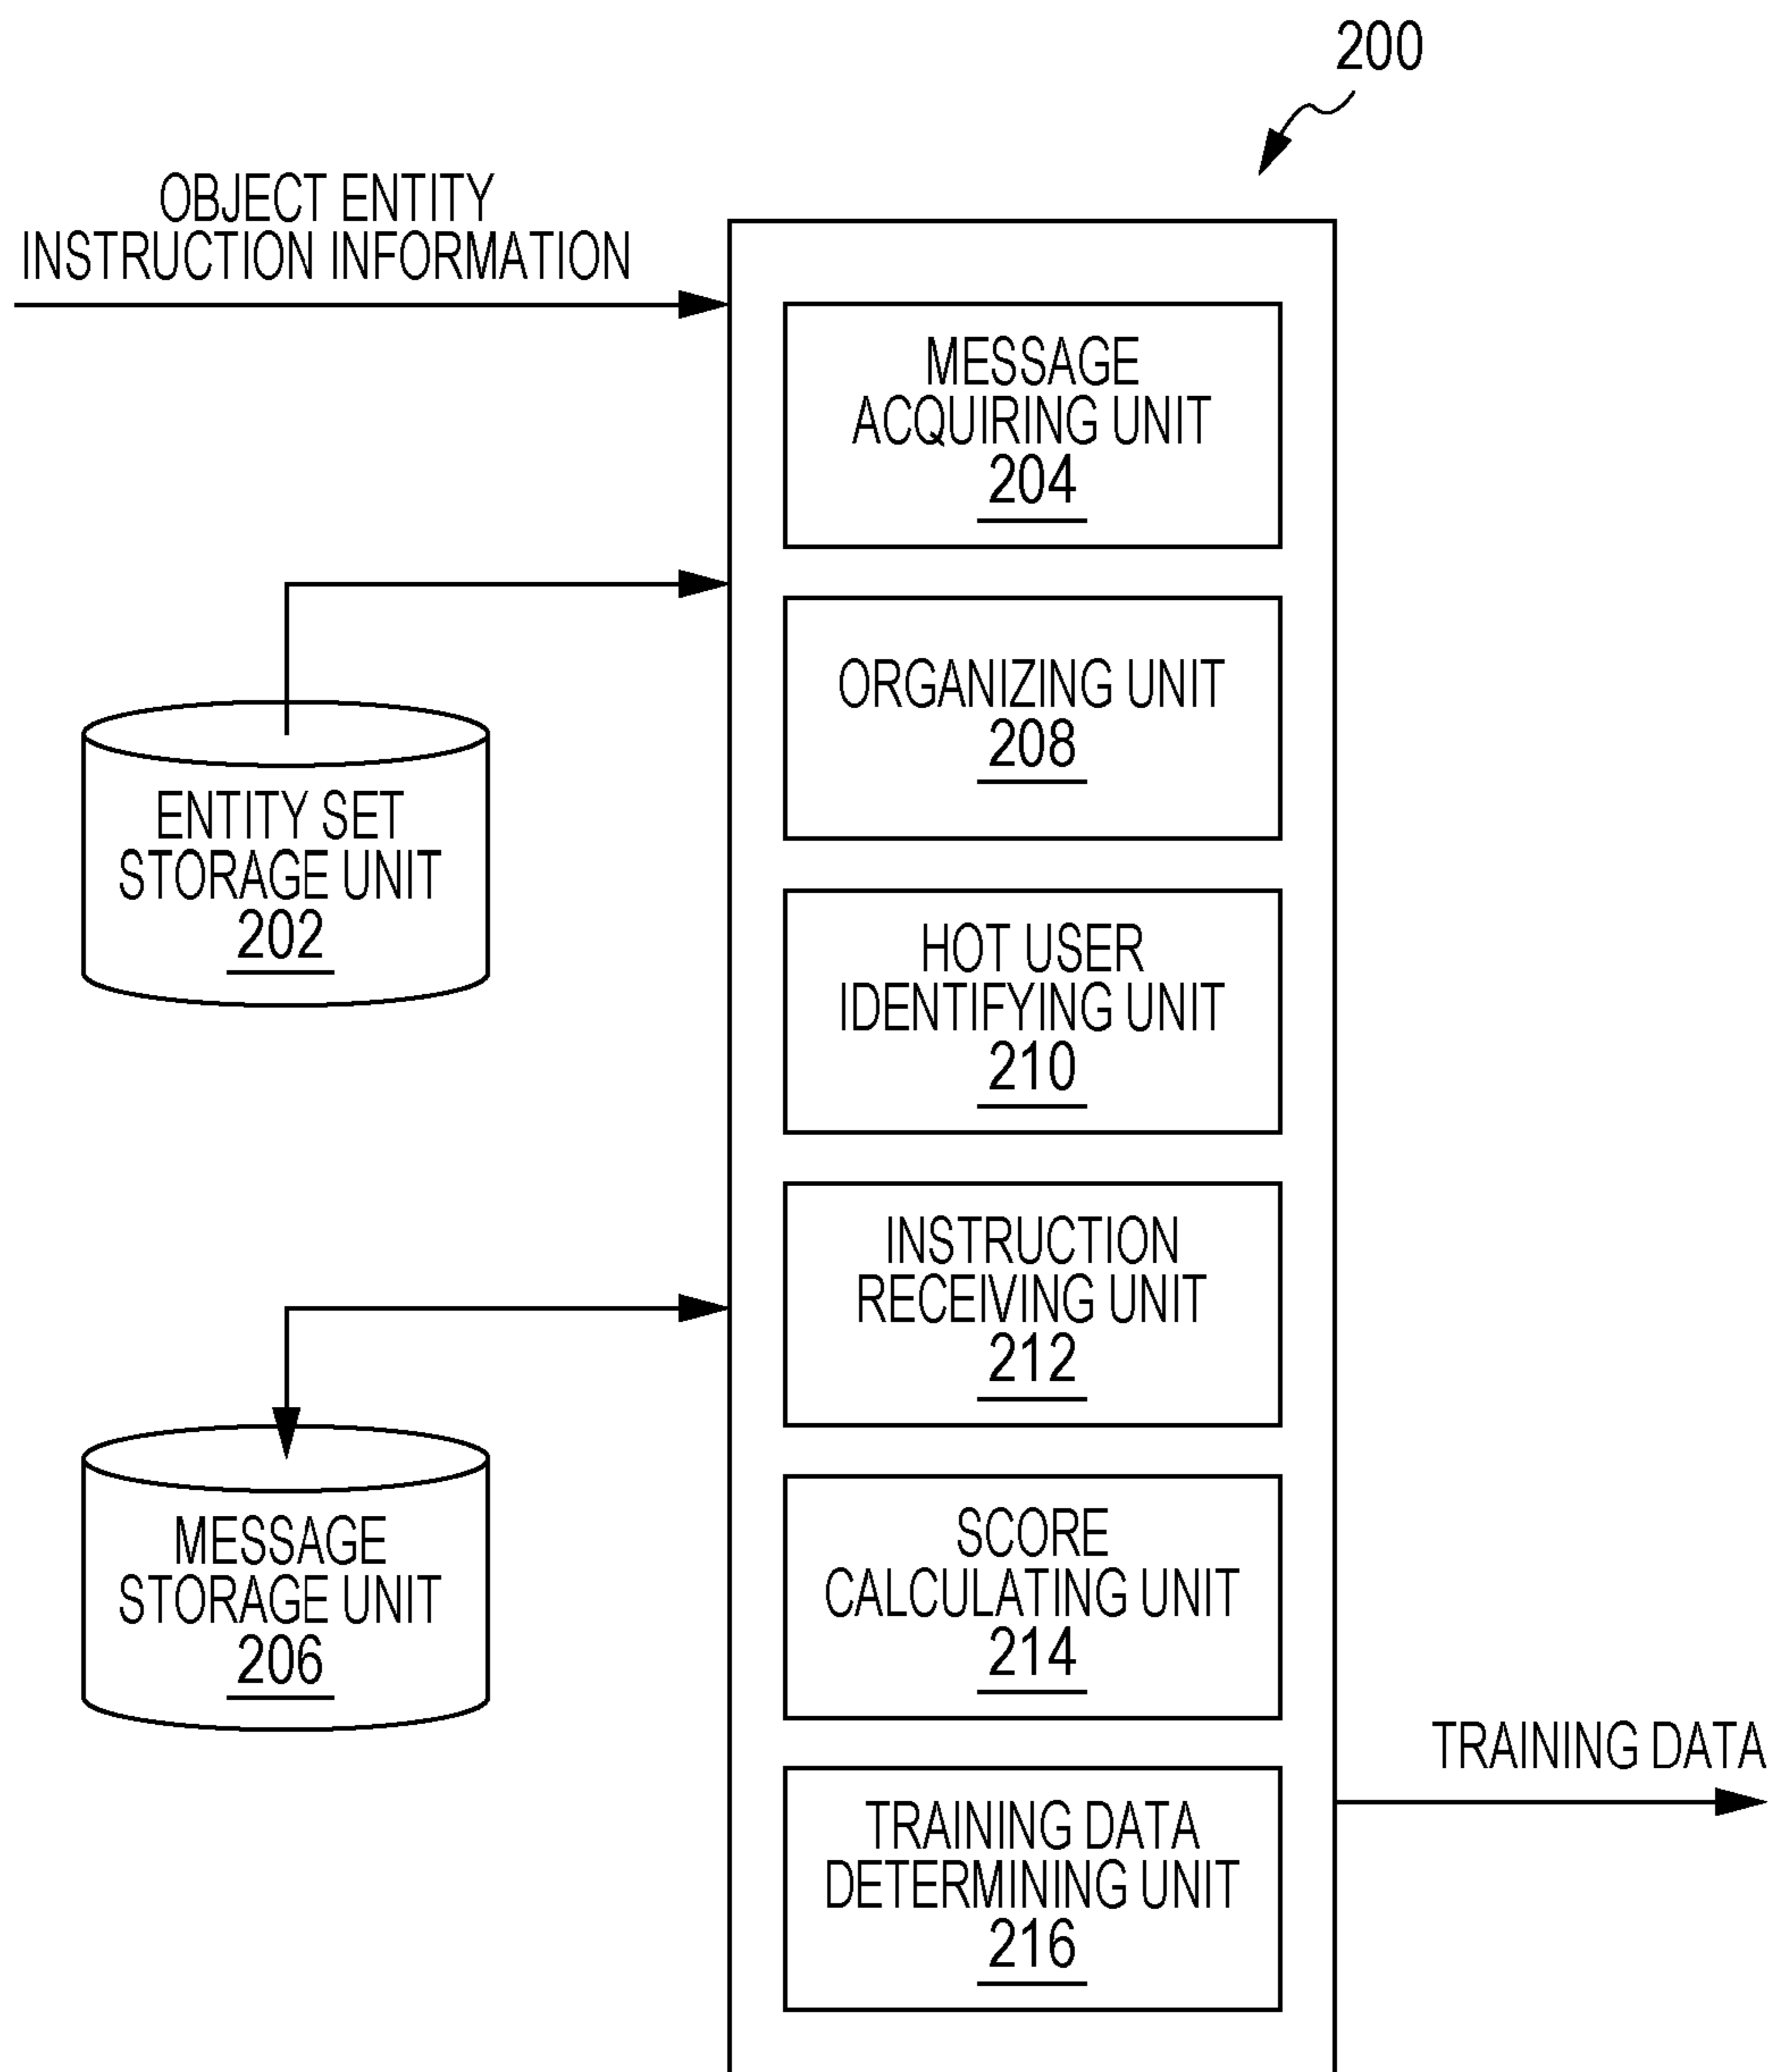 200
OBJECT ENTITY
INSTRUCTION INFORMATION
MESSAGE
ACQUIRING UNIT
204
ORGANIZING UNIT
208
ENTITY SET
STORAGE UNIT
202
HOT USER
IDENTIFYING UNIT
210
INSTRUCTION
RECEIVING UNIT
212
MESSAGE
STORAGE UNIT
206
SCORE
CALCULATING UNIT
214
TRAINING DATA
TRAINING DATA
DETERMINING UNIT
216